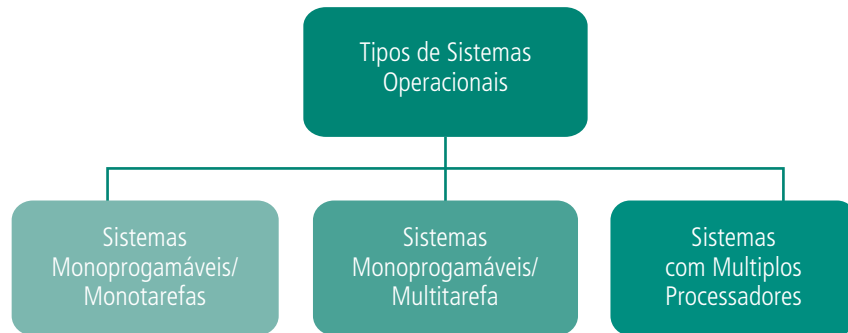 Tipos de Sistemas
Operacionais
Sistemas
Monoprogamáveis/
Monotarefas
Sistemas
Monoprogamáveis/
Multitarefa
Sistemas
com Multiplos
Processadores